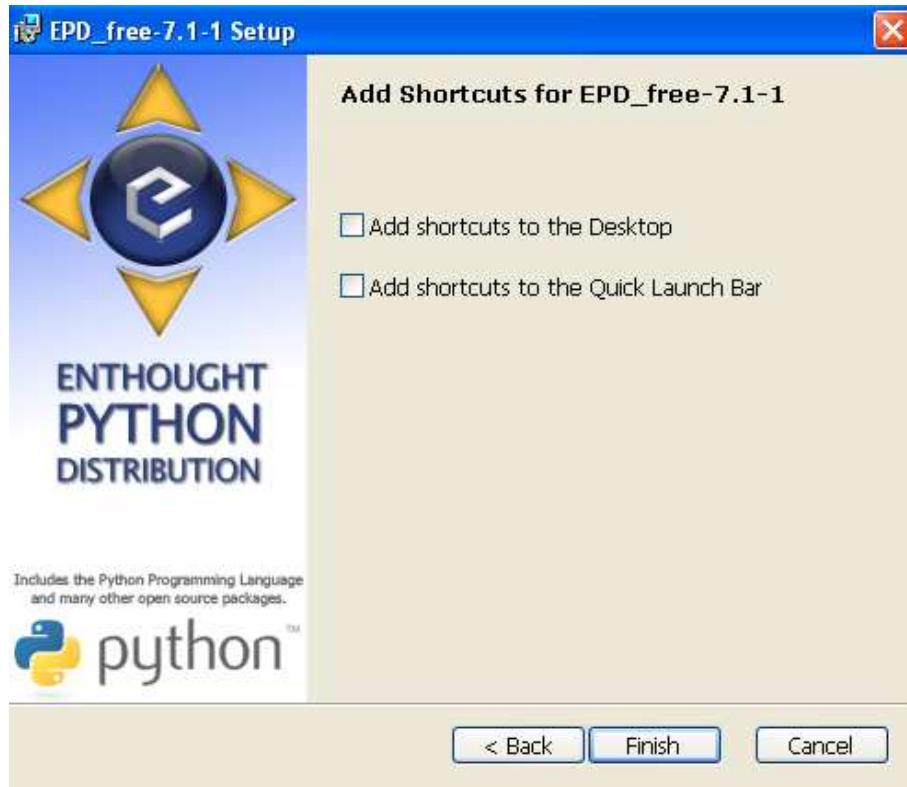 EPD_free-7.1-1 Setup
Add Shortcuts for EPD_free-7.1-1
Add shortcuts to the Desktop
Add shortcuts to the Quick Launch Bar
ENTHOUGHT
PYTHON
DISTRIBUTION
Includes the Python Programming Language
and many other open source packages.
python™
< Back
Finish
Cancel